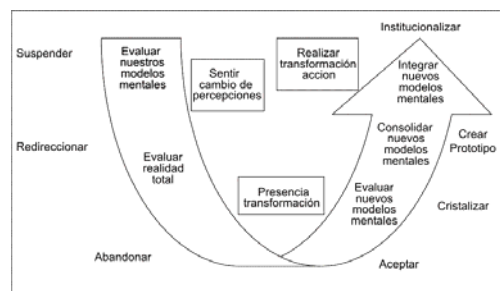 Institucionalizar
Suspender
Evaluar
nuestros
modelos
mentales
Sentir
cambio de
percepciones
Realizar
transformación
accion
Integrar
nuevos
modelos
mentales
Redireccionar
Evaluar
realidad
total
Consolidar
nuevos
modelos
mentales
Crear
Prototipo
Presencia
transformación
Evaluar
nuevos
modelos
mentales
Cristalizar
Abandonar
Aceptar